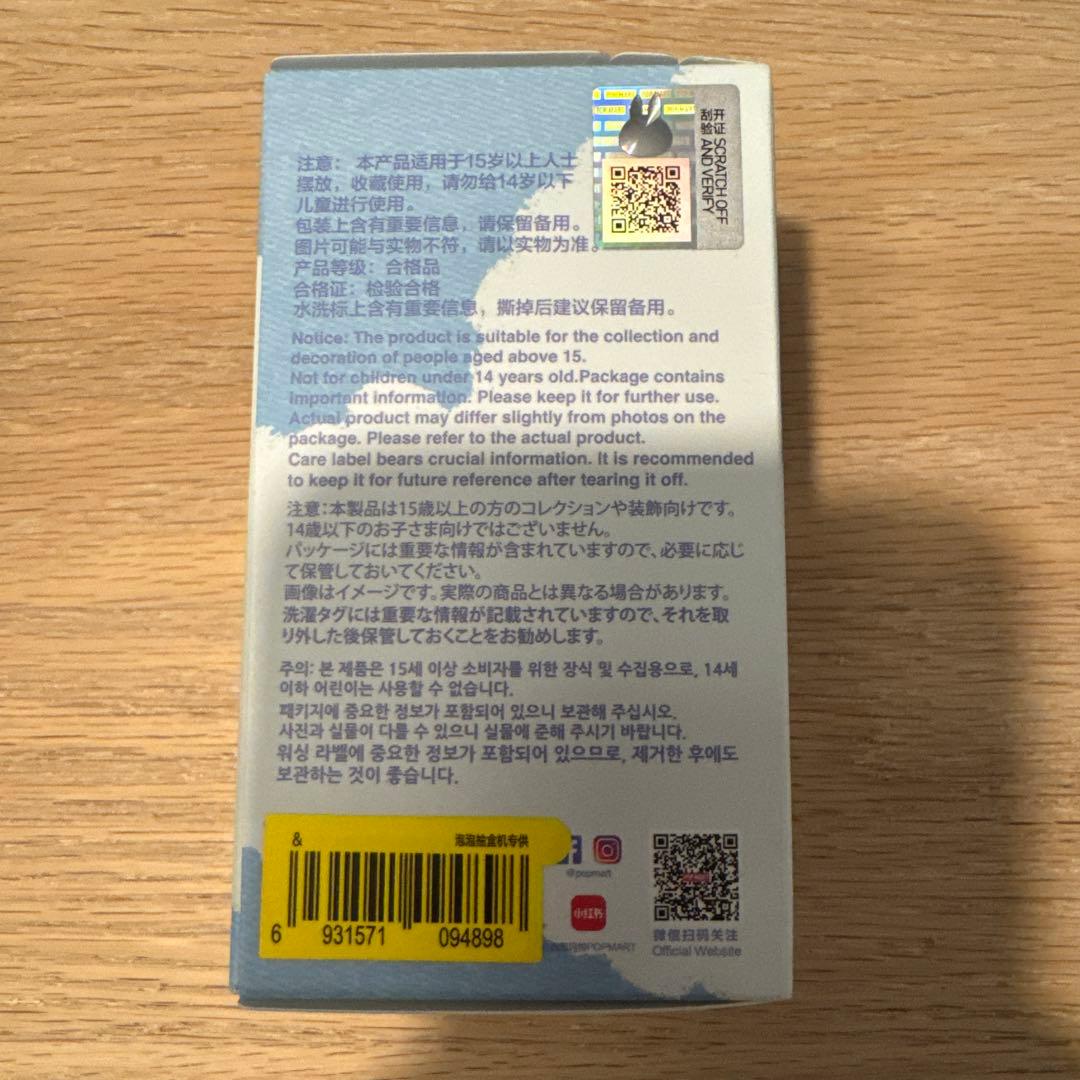 开证 SCRATCH OFF
刮验 AND VERIFY
注意： 本产品适用于15岁以上人士
摆放，收藏使用，请勿给14岁以下
儿童进行使用。
包装上含有重要信息，请保留备用。
图片可能与实物不符，请以实物为准。
产品等级：合格品
合格证：检验合格
水洗标上含有重要信息，撕掉后建议保留备用。
Notice: The product is suitable for the collection and
decoration of people aged above 15.
Not for children under 14 years old.Package contains
important information. Please keep it for further use.
Actual product may differ slightly from photos on the
package. Please refer to the actual product.
Care label bears crucial information. It is recommended
to keep it for future reference after tearing it off.
注意：本製品は15歳以上の方のコレクションや装飾向けです。
14歳以下のお子さま向けではございません。
パッケージには重要な情報が含まれていますので、必要に応じ
て保管しておいてください。
画像はイメージです。実際の商品とは異なる場合があります。
洗濯タグには重要な情報が記載されていますので、それを取
り外した後保管しておくことをお勧めします。
주의: 본 제품은 15세 이상 소비자를 위한 장식 및 수집용으로, 14세
이하 어린이는 사용할 수 없습니다.
패키지에 중요한 정보가 포함되어 있으니 보관해 주십시오.
사진과 실물이 다를 수 있으니 실물에 준해 주시기 바랍니다.
워싱 라벨에 중요한 정보가 포함되어 있으므로, 제거한 후에도
보관하는 것이 좋습니다.
& 泡泡抽盒机专供
6 931571 094898
@popmart
小红书
POPMART
微信扫码关注
Official Website